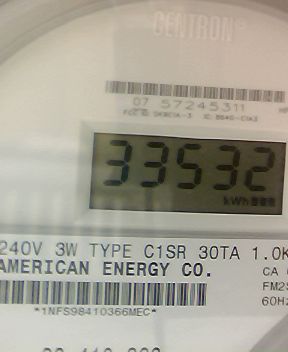 CENTRON®
07 57245311
33532
kWh
240V 3W TYPE C1SR 30TA 1.0K
AMERICAN ENERGY CO.
CA
FM2S
60Hz
*1NFS98410366MEC*